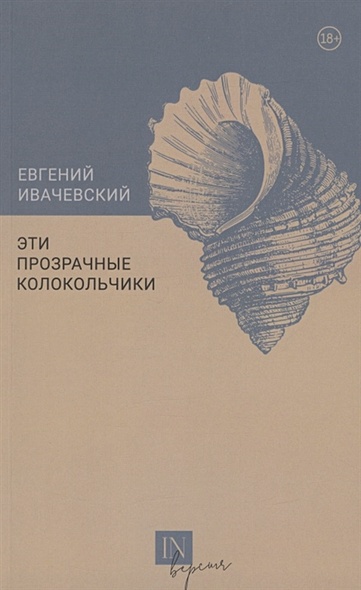 18+
ЕВГЕНИЙ
ИВАЧЕВСКИЙ
ЭТИ
ПРОЗРАЧНЫЕ
КОЛОКОЛЬЧИКИ
IN
версия